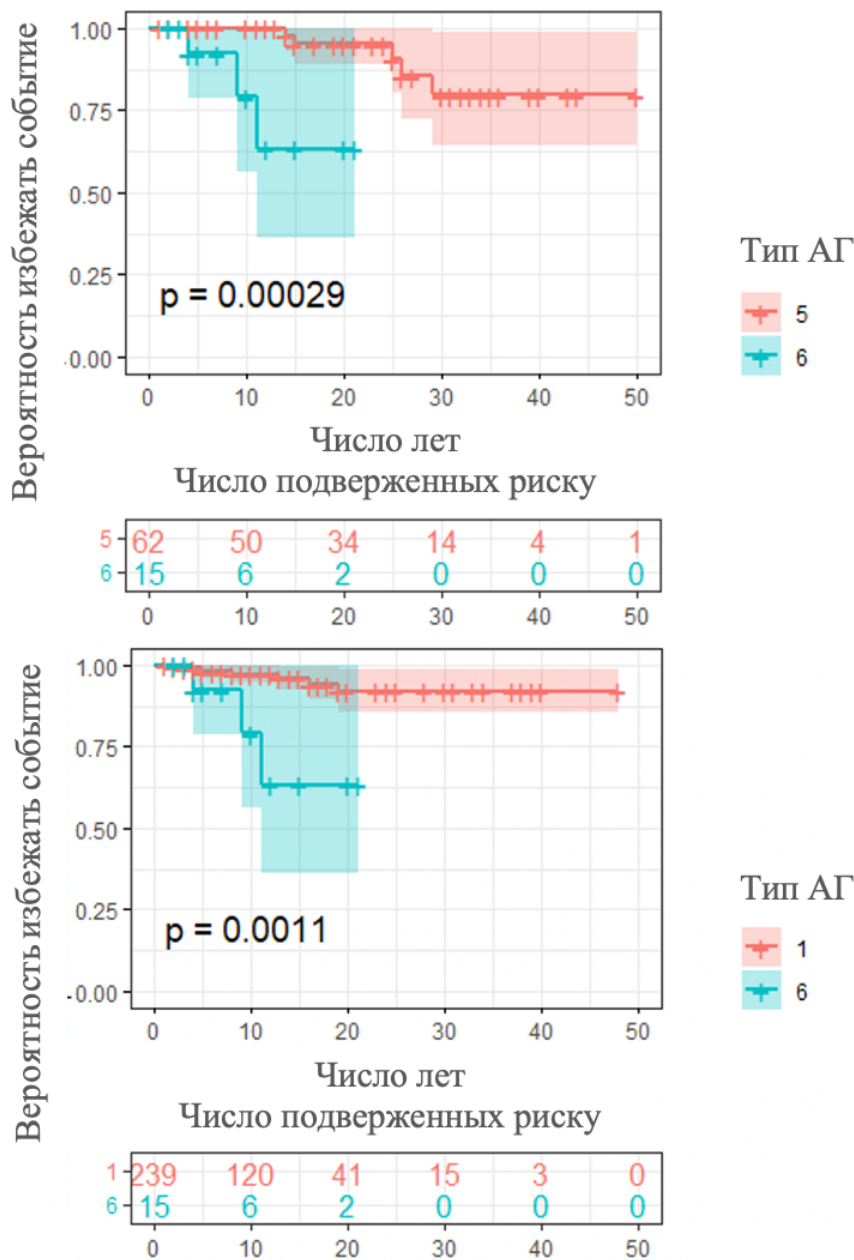 Вероятность избежать событие
1.00
0.75
0.50
0.25
-0.00
p = 0.00029
0 10 20 30 40 50
Число лет
Тип АГ
5
6
Число подверженных риску
5 62 50 34 14 4 1
6 15 6 2 0 0 0
0 10 20 30 40 50
Вероятность избежать событие
1.00
0.75
0.50
0.25
-0.00
p = 0.0011
0 10 20 30 40 50
Число лет
Тип АГ
1
6
Число подверженных риску
1 239 120 41 15 3 0
6 15 6 2 0 0 0
0 10 20 30 40 50